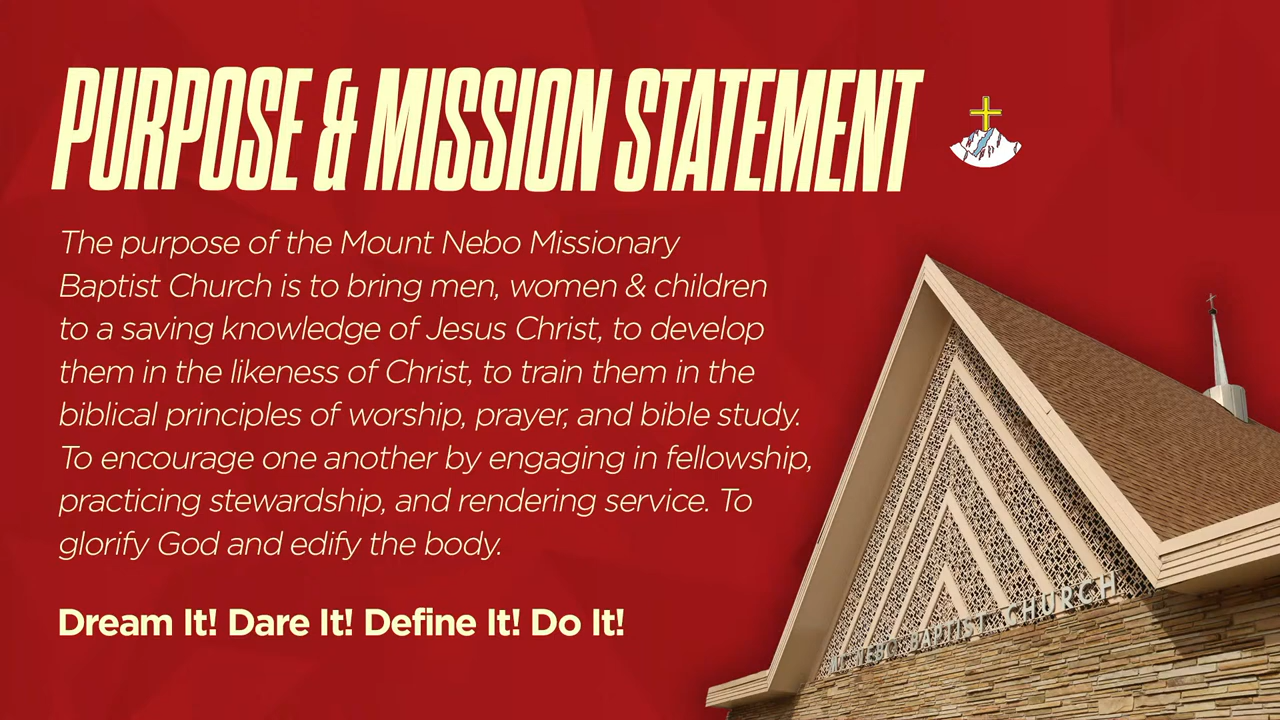 PURPOSE & MISSION STATEMENT
The purpose of the Mount Nebo Missionary
Baptist Church is to bring men, women & children
to a saving knowledge of Jesus Christ, to develop
them in the likeness of Christ, to train them in the
biblical principles of worship, prayer, and bible study.
To encourage one another by engaging in fellowship,
practicing stewardship, and rendering service. To
glorify God and edify the body.
Dream It! Dare It! Define It! Do It!
MT. NEBO BAPTIST CHURCH